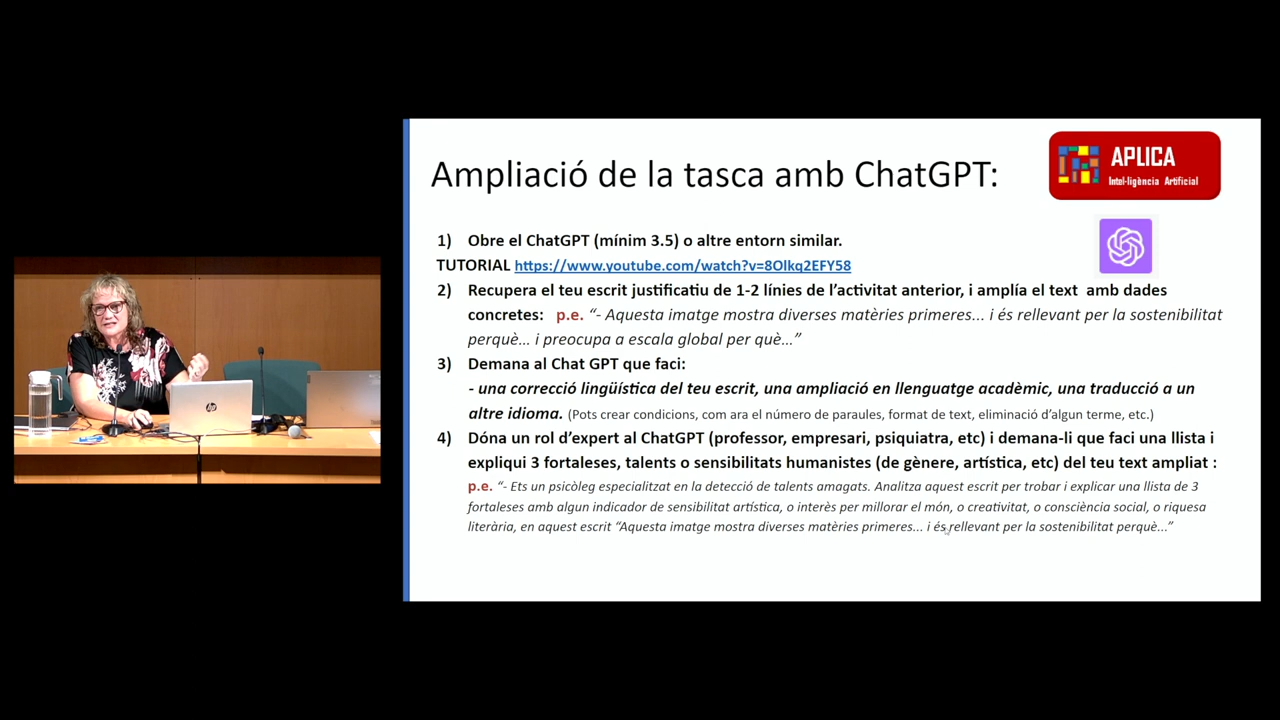 Ampliació de la tasca amb ChatGPT:
APLICA
Intel·ligència Artificial
1) Obre el ChatGPT (mínim 3.5) o altre entorn similar.
TUTORIAL https://www.youtube.com/watch?v=8Olkq2EFY58
2) Recupera el teu escrit justificatiu de 1-2 línies de l’activitat anterior, i amplía el text amb dades
concretes: p.e. “- Aquesta imatge mostra diverses matèries primeres... i és rellevant per la sostenibilitat
perquè... i preocupa a escala global per què...”
3) Demana al Chat GPT que faci:
- una correcció lingüística del teu escrit, una ampliació en llenguatge acadèmic, una traducció a un
altre idioma. (Pots crear condicions, com ara el número de paraules, format de text, eliminació d’algun terme, etc.)
4) Dóna un rol d’expert al ChatGPT (professor, empresari, psiquiatra, etc) i demana-li que faci una llista i
expliqui 3 fortaleses, talents o sensibilitats humanistes (de gènere, artística, etc) del teu text ampliat :
p.e. “- Ets un psicòleg especialitzat en la detecció de talents amagats. Analitza aquest escrit per trobar i explicar una llista de 3
fortaleses amb algun indicador de sensibilitat artística, o interès per millorar el món, o creativitat, o consciència social, o riquesa
literària, en aquest escrit “Aquesta imatge mostra diverses matèries primeres... i és rellevant per la sostenibilitat perquè...”
hp